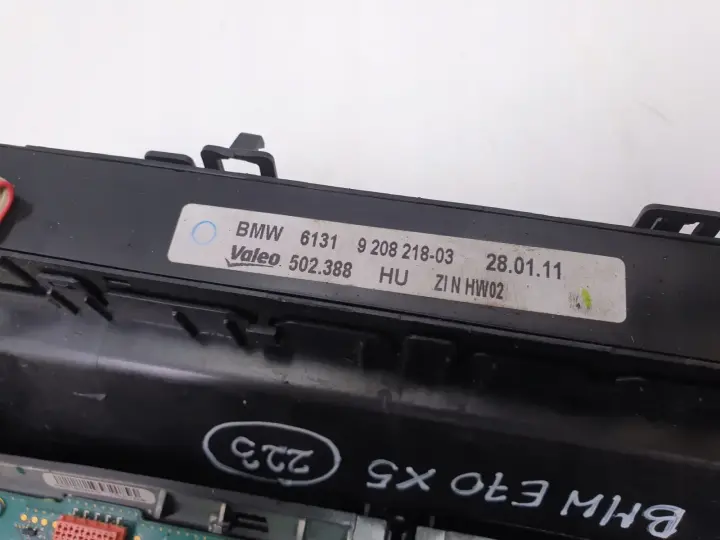 BMW 6131 9 208 218-03 28.01.11
Valeo 502.388 HU ZI N HW02
223
BMW E70 X5